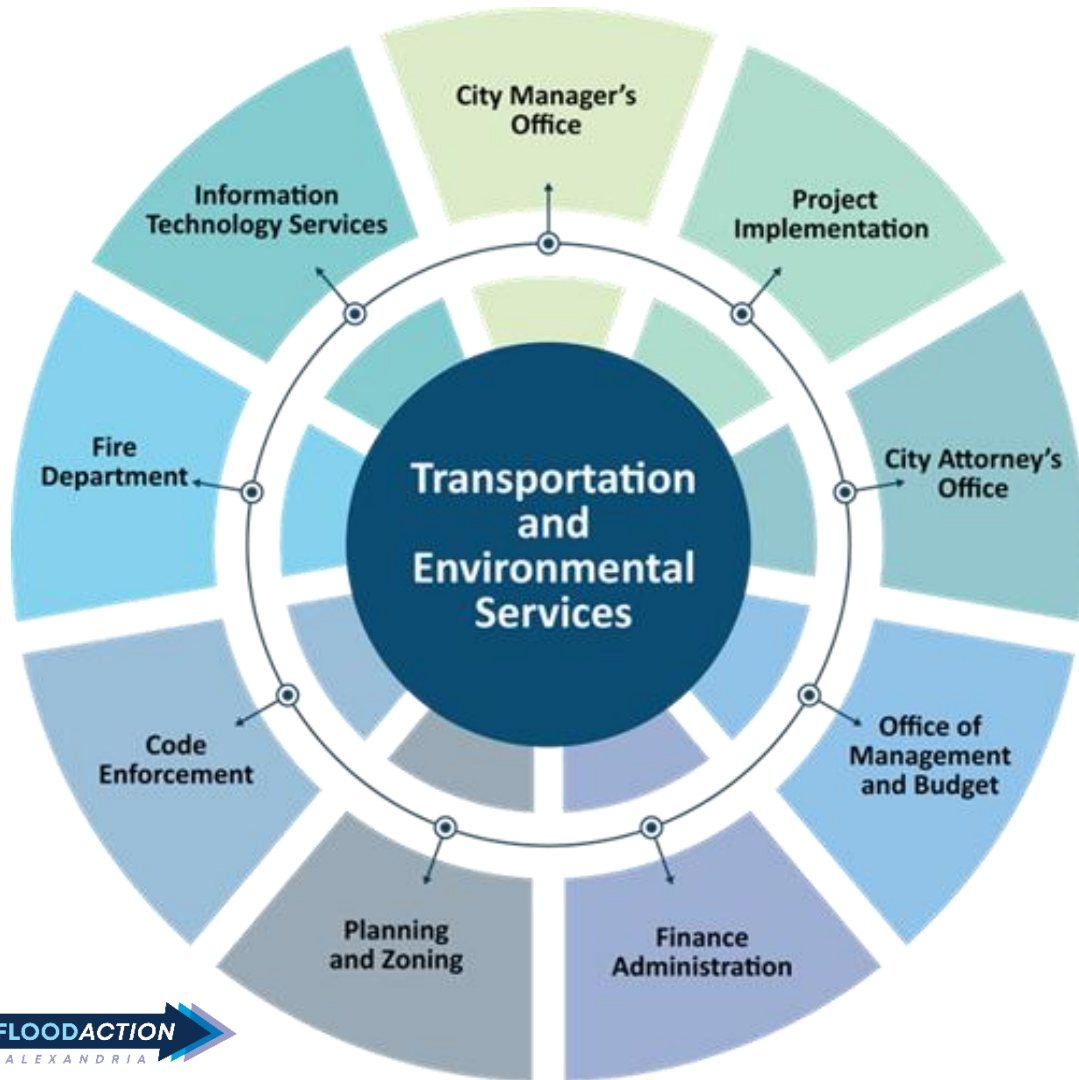 City Manager's
Office
Project
Implementation
City Attorney's
Office
Office of
Management
and Budget
Finance
Administration
Planning
and Zoning
Code
Enforcement
Fire
Department
Information
Technology Services
Transportation
and
Environmental
Services
FLOODACTION
ALEXANDRIA